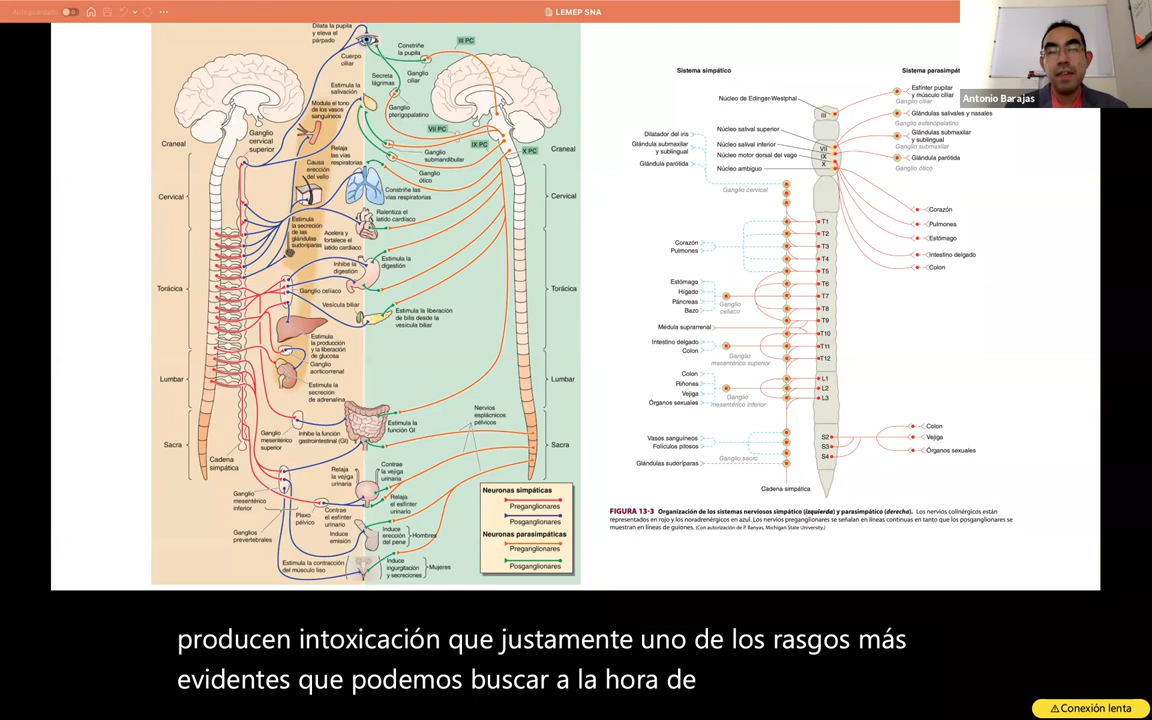 Autoguardado
LEMEP SNA
Antonio Barajas
Dilata la pupila
y eleva el
párpado
Cuerpo
ciliar
Constriñe
la pupila
III PC
Ganglio
ciliar
Secreta
lágrimas
Estimula la
salivación
Modula el tono
de los vasos
sanguíneos
Ganglio
pterigopalatino
VII PC
IX PC
X PC
Ganglio
cervical
superior
Craneal
Craneal
Relaja
las vías
respiratorias
Ganglio
submandibular
Causa
erección
del vello
Ganglio
ótico
Cervical
Cervical
Constriñe las
vías respiratorias
Ralentiza el
latido cardíaco
Estimula
la secreción
de las
glándulas
sudoríparas
Acelera y
fortalece el
latido cardíaco
Inhibe la
digestión
Estimula la
digestión
Torácica
Torácica
Ganglio celíaco
Vesícula biliar
Estimula la liberación
de bilis desde la
vesícula biliar
Estimula
la producción
y la liberación
de glucosa
Ganglio
aorticorrenal
Estimula la
secreción
de adrenalina
Lumbar
Lumbar
Nervios
esplácnicos
pélvicos
Estimula la
función GI
Ganglio
mesentérico
superior
Inhibe la función
gastrointestinal (GI)
Sacra
Sacra
Cadena
simpática
Relaja
la vejiga
urinaria
Contrae
la vejiga
urinaria
Relaja
el esfínter
urinario
Ganglio
mesentérico
inferior
Plexo
pélvico
Contrae
el esfínter
urinario
Induce
emisión
Induce
erección
del pene
Hombres
Ganglios
prevertebrales
Estimula la contracción
del músculo liso
Induce
ingurgitación
y secreciones
Mujeres
Neuronas simpáticas
Preganglionares
Posganglionares
Neuronas parasimpáticas
Preganglionares
Posganglionares
Sistema simpático
Sistema parasimpát
Núcleo de Edinger-Westphal
III
Esfínter pupilar
y músculo ciliar
Ganglio ciliar
Glándulas salivales y nasales
Ganglio esfenopalatino
Núcleo salival superior
Dilatador del iris
Glándula submaxilar
y sublingual
Glándula parótida
Núcleo salival inferior
Núcleo motor dorsal del vago
Núcleo ambiguo
VII
IX
X
Glándulas submaxilar
y sublingual
Ganglio submaxilar
Glándula parótida
Ganglio ótico
Ganglio cervical
Corazón
Pulmones
Estómago
Intestino delgado
Colon
T1
T2
T3
T4
T5
T6
T7
T8
T9
T10
T11
T12
L1
L2
L3
S2
S3
S4
Corazón
Pulmones
Estómago
Hígado
Páncreas
Bazo
Ganglio
celiaco
Médula suprarrenal
Intestino delgado
Colon
Ganglio
mesentérico superior
Colon
Riñones
Vejiga
Órganos sexuales
Ganglio
mesentérico inferior
Vasos sanguíneos
Folículos pilosos
Ganglio sacro
Glándulas sudoríparas
Colon
Vejiga
Órganos sexuales
Cadena simpática
FIGURA 13-3 Organización de los sistemas nerviosos simpático (izquierda) y parasimpático (derecha). Los nervios colinérgicos están
representados en rojo y los noradrenérgicos en azul. Los nervios preganglionares se señalan en líneas continuas en tanto que los posganglionares se
muestran en líneas de guiones. (Con autorización de P. Banyas, Michigan State University.)
producen intoxicación que justamente uno de los rasgos más
evidentes que podemos buscar a la hora de
⚠Conexión lenta